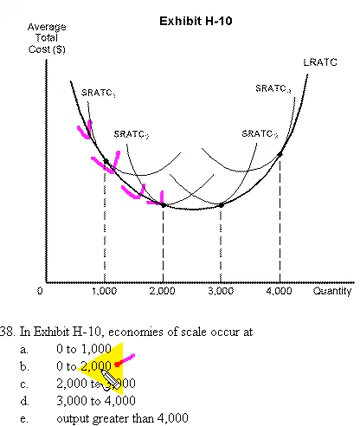 Exhibit H-10
Average
Total
Cost ($)
LRATC
SRATC1
SRATC4
SRATC2
SRATC3
0 1,000 2,000 3,000 4,000 Quantity
38. In Exhibit H-10, economies of scale occur at
a. 0 to 1,000
b. 0 to 2,000
c. 2,000 to 3,000
d. 3,000 to 4,000
e. output greater than 4,000